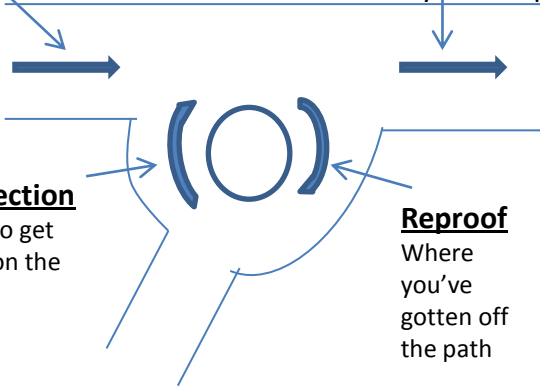 ection
o get
on the
Reproof
Where
you've
gotten off
the path